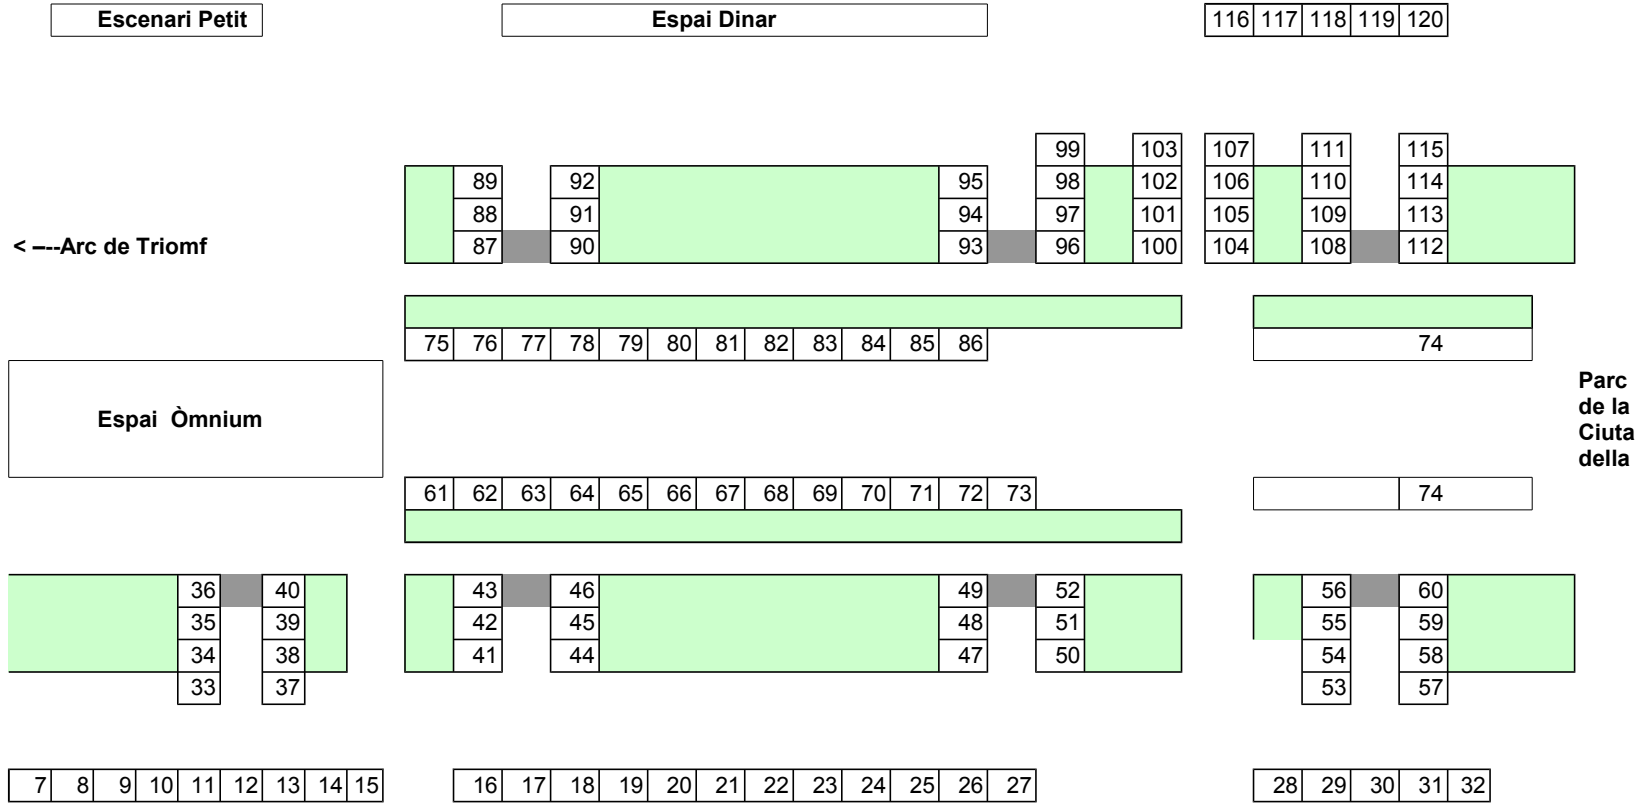 Escenari Petit Espai Dinar 116 117 118 119 120
99 103 107 111 115
89 92 95 98 102 106 110 114
88 91 94 97 101 105 109 113
< ---Arc de Triomf 87 90 93 96 100 104 108 112
75 76 77 78 79 80 81 82 83 84 85 86 74
Espai Òmnium
Parc
de la
Ciuta
della
61 62 63 64 65 66 67 68 69 70 71 72 73 74
36 40 43 46 49 52 56 60
35 39 42 45 48 51 55 59
34 38 41 44 47 50 54 58
33 37 53 57
7 8 9 10 11 12 13 14 15 16 17 18 19 20 21 22 23 24 25 26 27 28 29 30 31 32